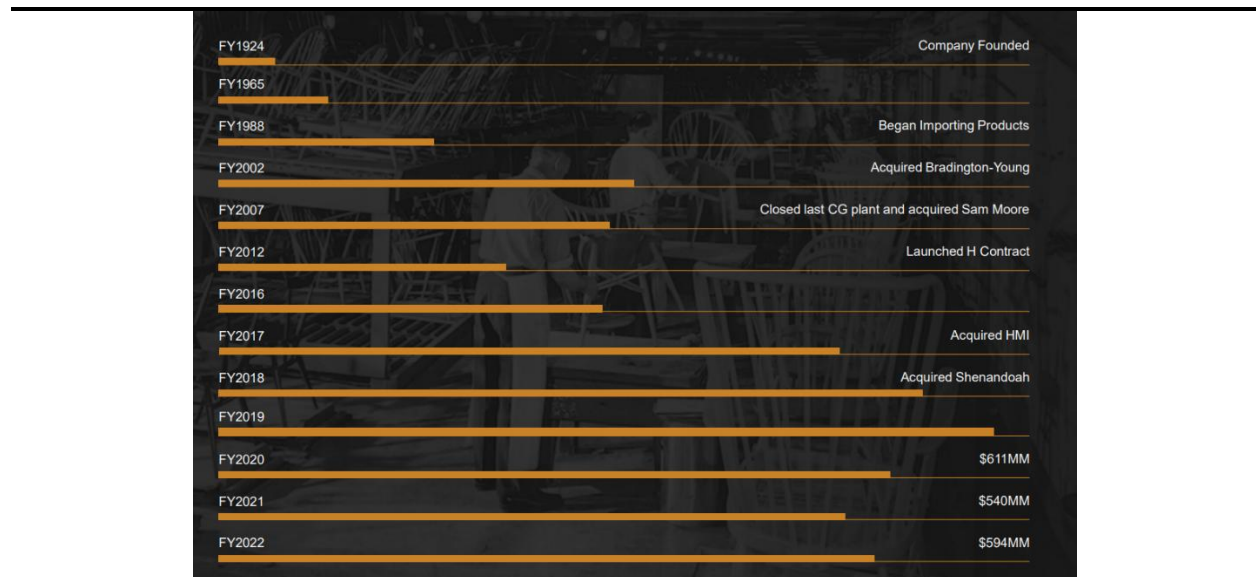 FY1924 Company Founded
FY1965
FY1988 Began Importing Products
FY2002 Acquired Bradington-Young
FY2007 Closed last CG plant and acquired Sam Moore
FY2012 Launched H Contract
FY2016
FY2017 Acquired HMI
FY2018 Acquired Shenandoah
FY2019
FY2020 $611MM
FY2021 $540MM
FY2022 $594MM